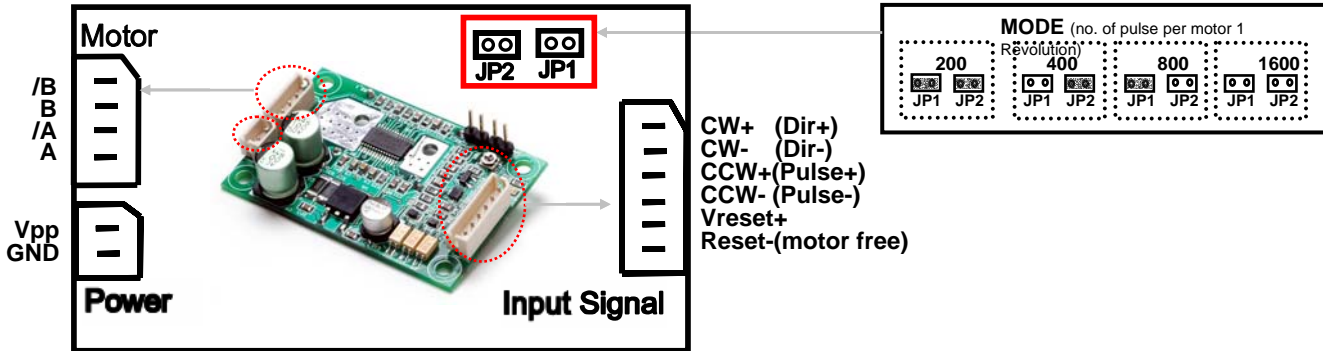 Motor
/B
B
/A
A
Vpp
GND
Power
JP2 JP1
CW+ (Dir+)
CW- (Dir-)
CCW+(Pulse+)
CCW- (Pulse-)
Vreset+
Reset-(motor free)
Input Signal
MODE (no. of pulse per motor 1
Revolution)
200 400 800 1600
JP1 JP2 JP1 JP2 JP1 JP2 JP1 JP2